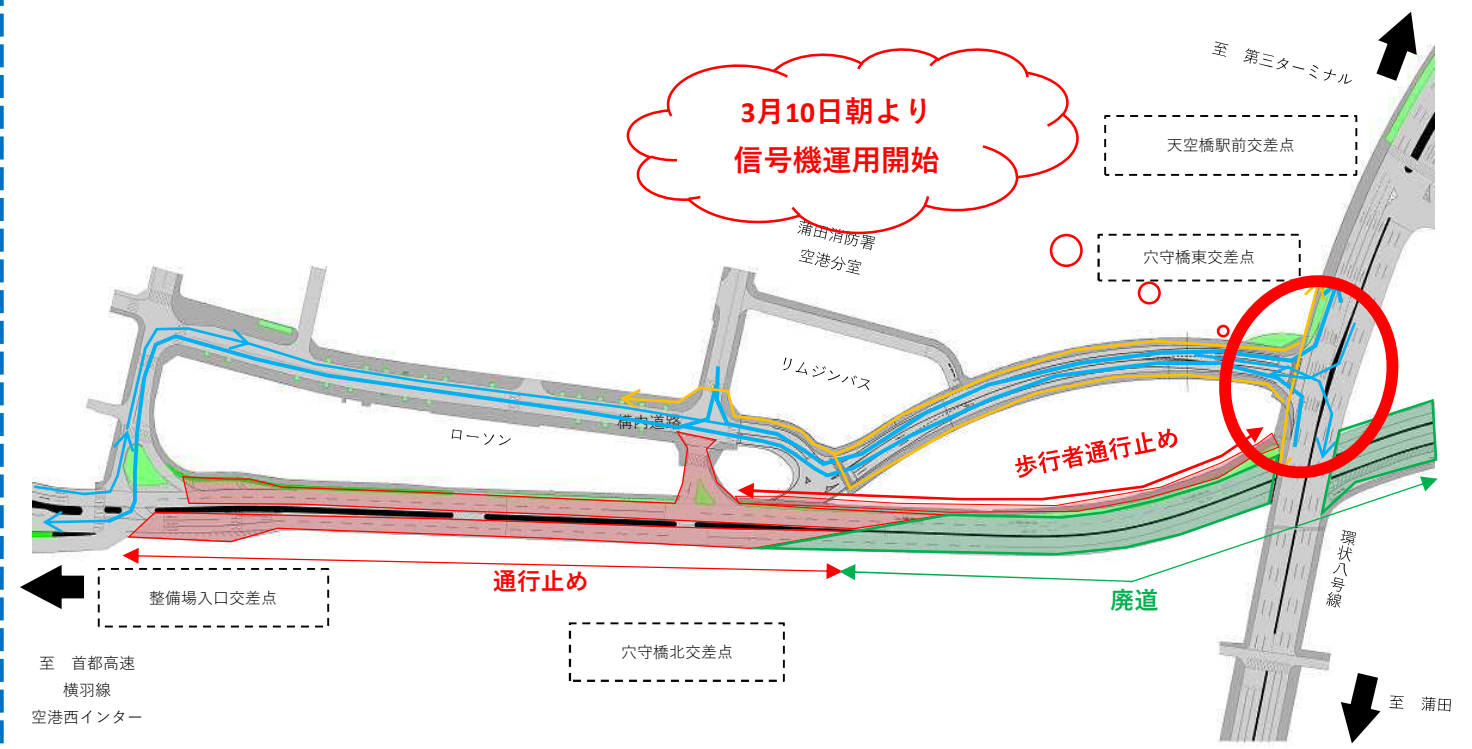 至　第三ターミナル
3月10日朝より
信号機運用開始
天空橋駅前交差点
蒲田消防署
空港分室
穴守橋東交差点
リムジンバス
構内道路
ローソン
歩行者通行止め
環状八号線
通行止め
廃道
整備場入口交差点
穴守橋北交差点
至　首都高速
横羽線
空港西インター
至　蒲田